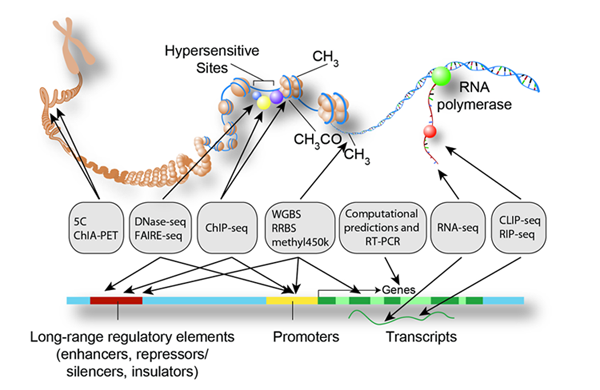 Hypersensitive
Sites
CH3
RNA
polymerase
CH3CO
CH3
5C
ChIA-PET
DNase-seq
FAIRE-seq
ChIP-seq
WGBS
RRBS
methyl450k
Computational
predictions and
RT-PCR
RNA-seq
CLIP-seq
RIP-seq
Genes
Long-range regulatory elements
(enhancers, repressors/
silencers, insulators)
Promoters
Transcripts